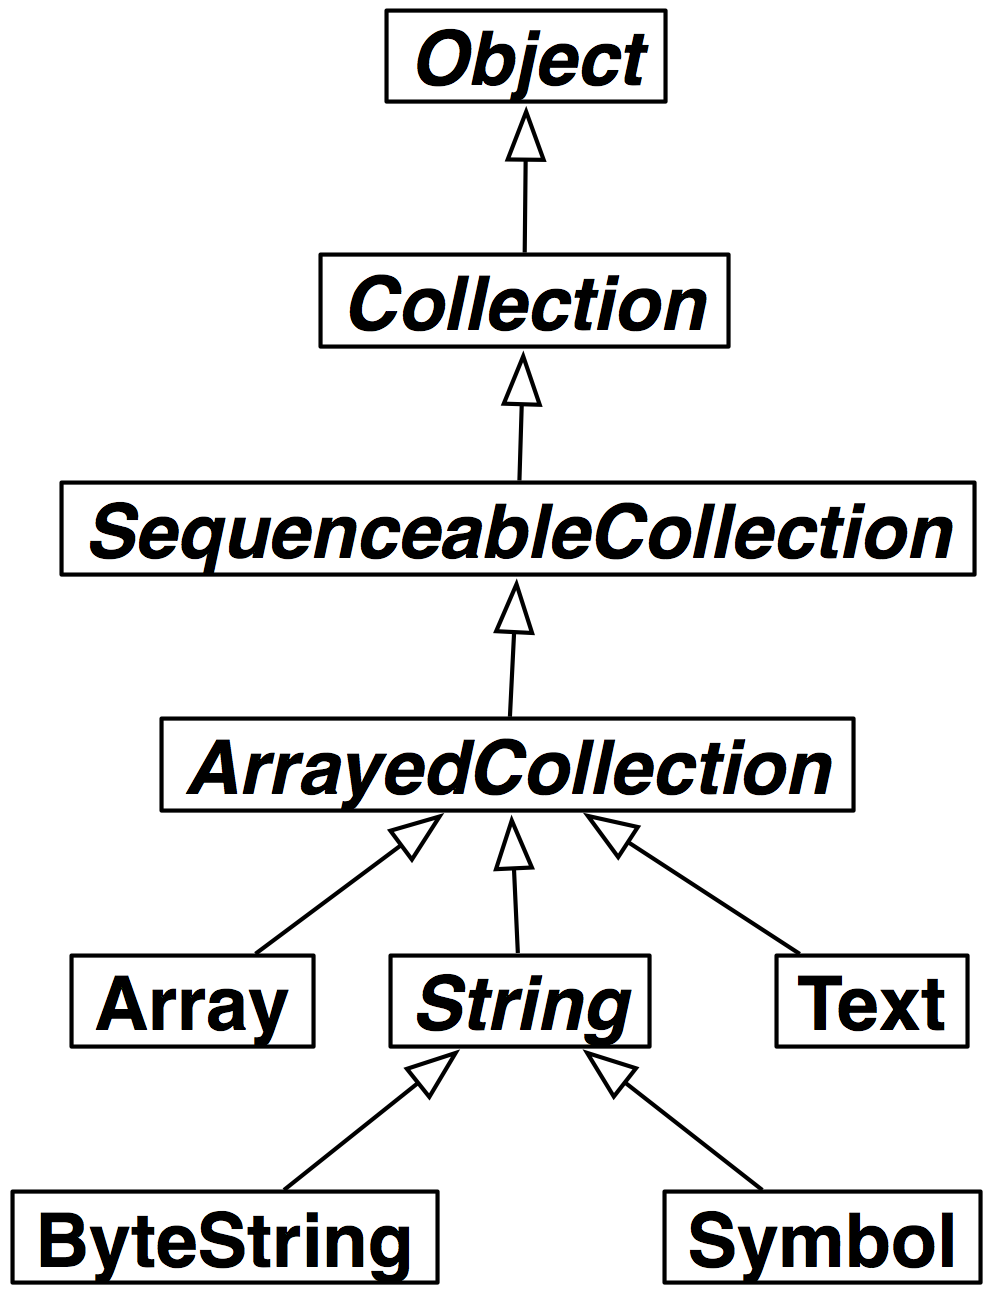 Object
Collection
SequenceableCollection
ArrayedCollection
Array
String
Text
ByteString
Symbol